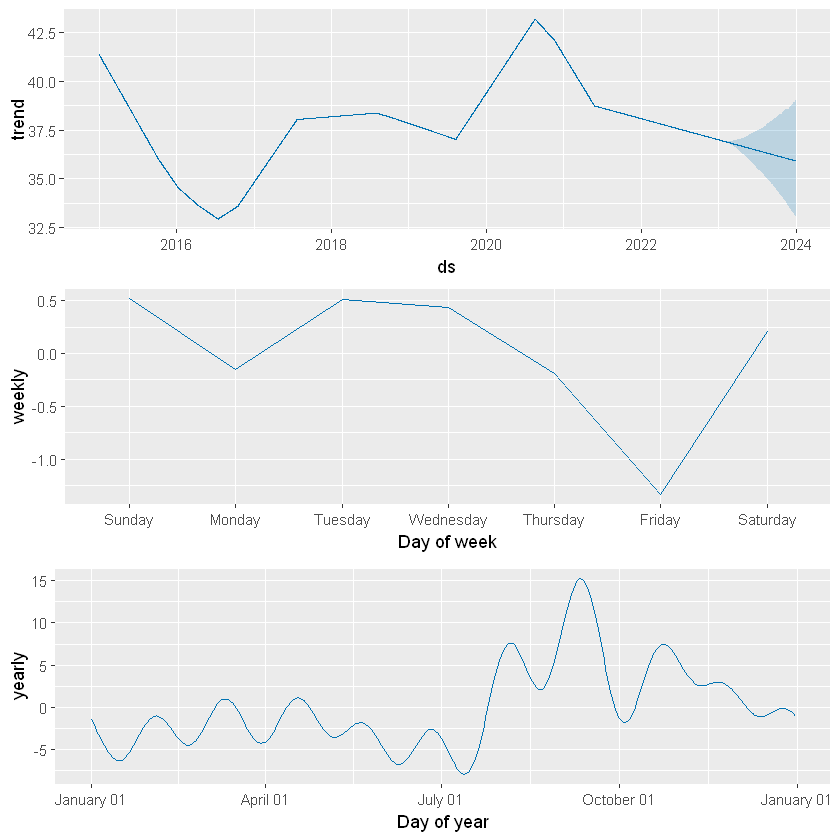 42.5
40.0
37.5
35.0
32.5
trend
2016 2018 2020 2022 2024
ds
0.5
0.0
-0.5
-1.0
weekly
Sunday Monday Tuesday Wednesday Thursday Friday Saturday
Day of week
15
10
5
0
-5
yearly
January 01 April 01 July 01 October 01 January 01
Day of year